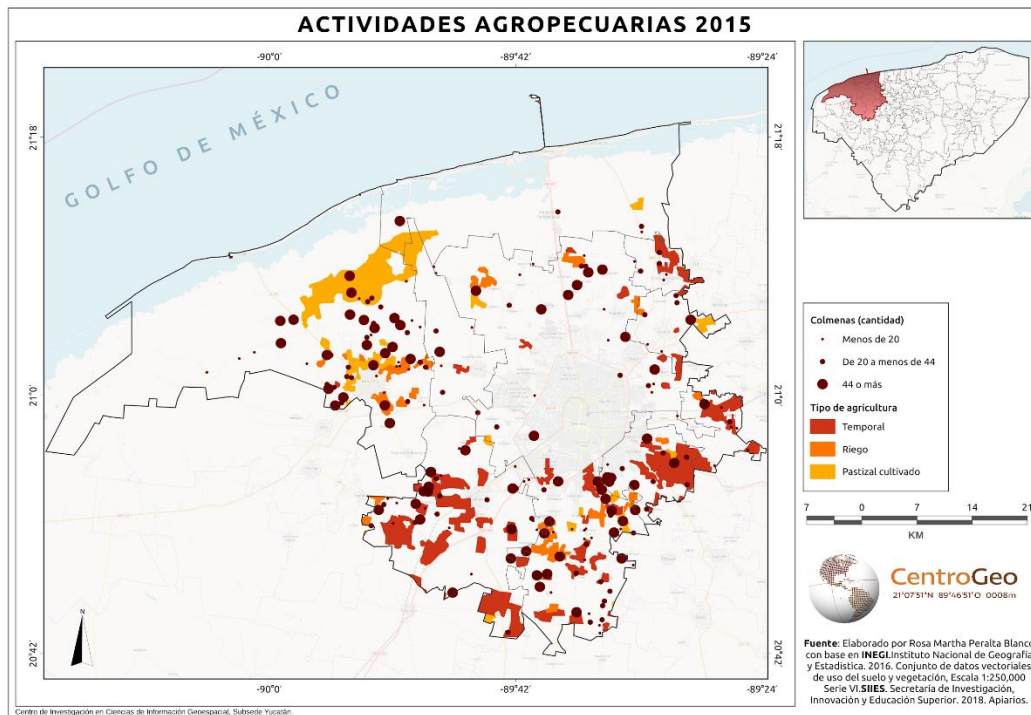 ACTIVIDADES AGROPECUARIAS 2015
-90°0´
-89°42´
-89°24´
GOLFO DE MÉXICO
21°18´
21°18´
21°0´
21°0´
20°42´
20°42´
-90°0´
-89°42´
-89°24´
N
Colmenas (cantidad)
Menos de 20
De 20 a menos de 44
44 o más
Tipo de agricultura
Temporal
Riego
Pastizal cultivado
7 0 7 14 21
KM
CentroGeo
21°07'51"N 89°46'51"O 0008m
Fuente: Elaborado por Rosa Martha Peralta Blanco
con base en INEGI.Instituto Nacional de Geografía
y Estadistica. 2016. Conjunto de datos vectoriales
de uso del suelo y vegetación, Escala 1:250,000
Serie VI.SIIES. Secretaría de Investigación,
Innovación y Educación Superior. 2018. Apiarios.
Centro de Investigación en Ciencias de Información Geoespacial, Subsede Yucatán.